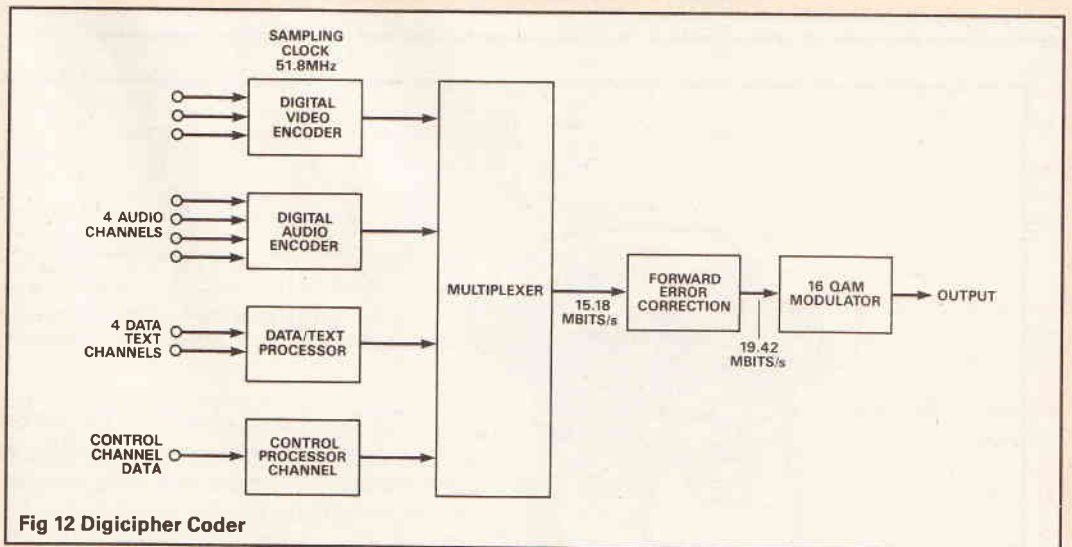 SAMPLING
CLOCK
51.8MHz
DIGITAL
VIDEO
ENCODER
4 AUDIO
CHANNELS
DIGITAL
AUDIO
ENCODER
4 DATA
TEXT
CHANNELS
DATA/TEXT
PROCESSOR
CONTROL
CHANNEL
DATA
CONTROL
PROCESSOR
CHANNEL
MULTIPLEXER
15.18
MBITS/s
FORWARD
ERROR
CORRECTION
19.42
MBITS/s
16 QAM
MODULATOR
OUTPUT
Fig 12 Digicipher Coder